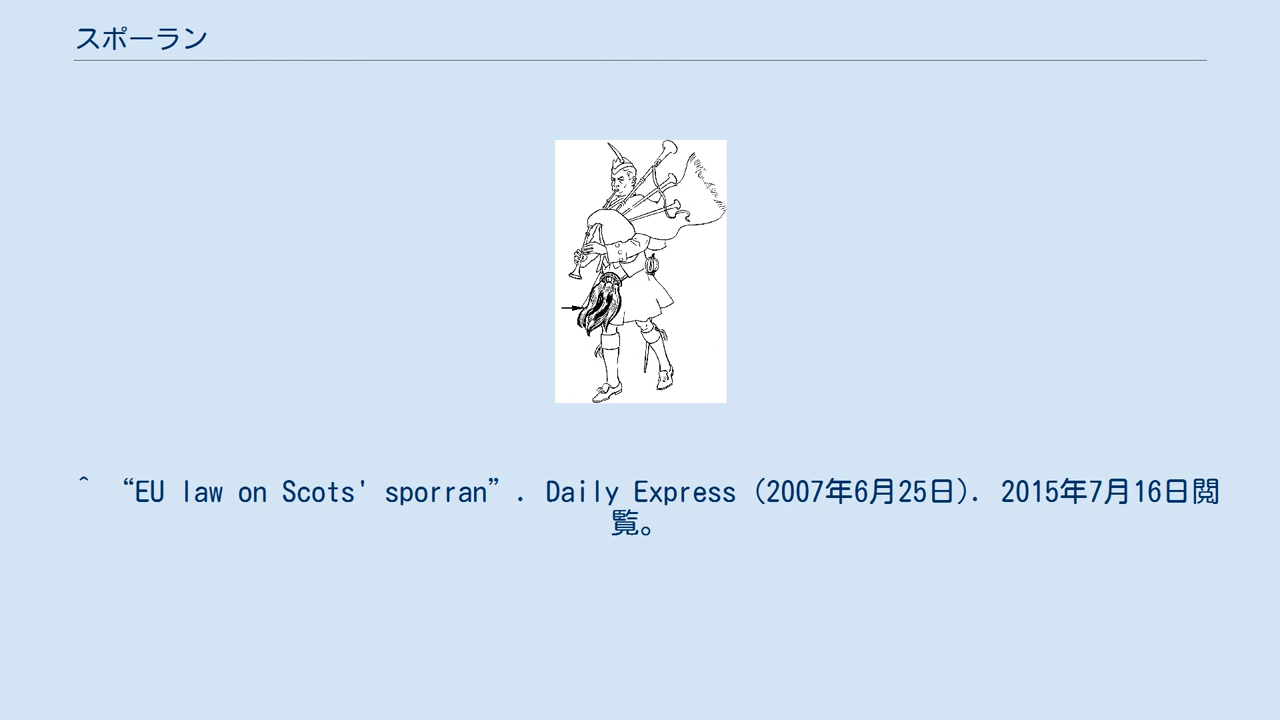 スポーラン
^ “EU law on Scots' sporran”. Daily Express (2007年6月25日). 2015年7月16日閲
覧。